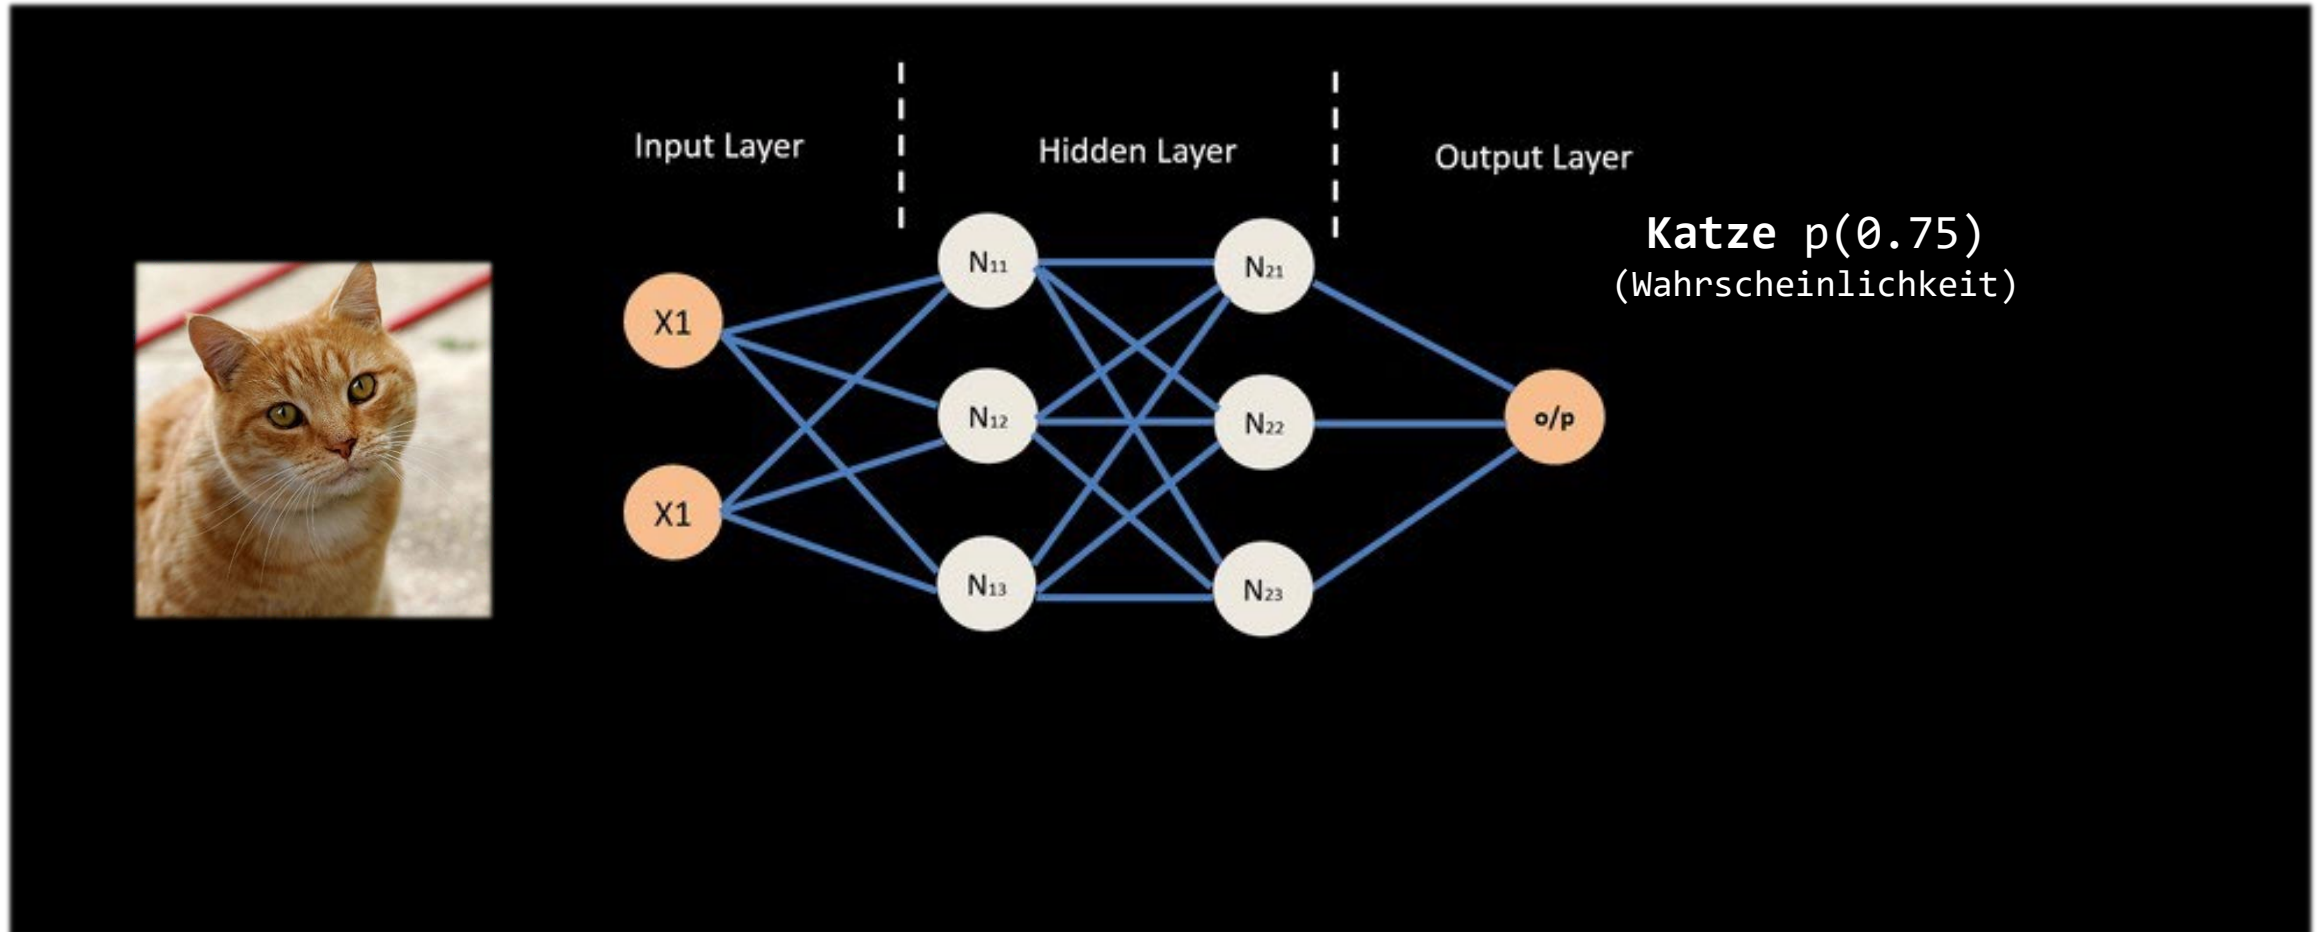 Input Layer
Hidden Layer
Output Layer
Katze p(0.75)
(Wahrscheinlichkeit)
X1
X1
N11
N12
N13
N21
N22
N23
o/p